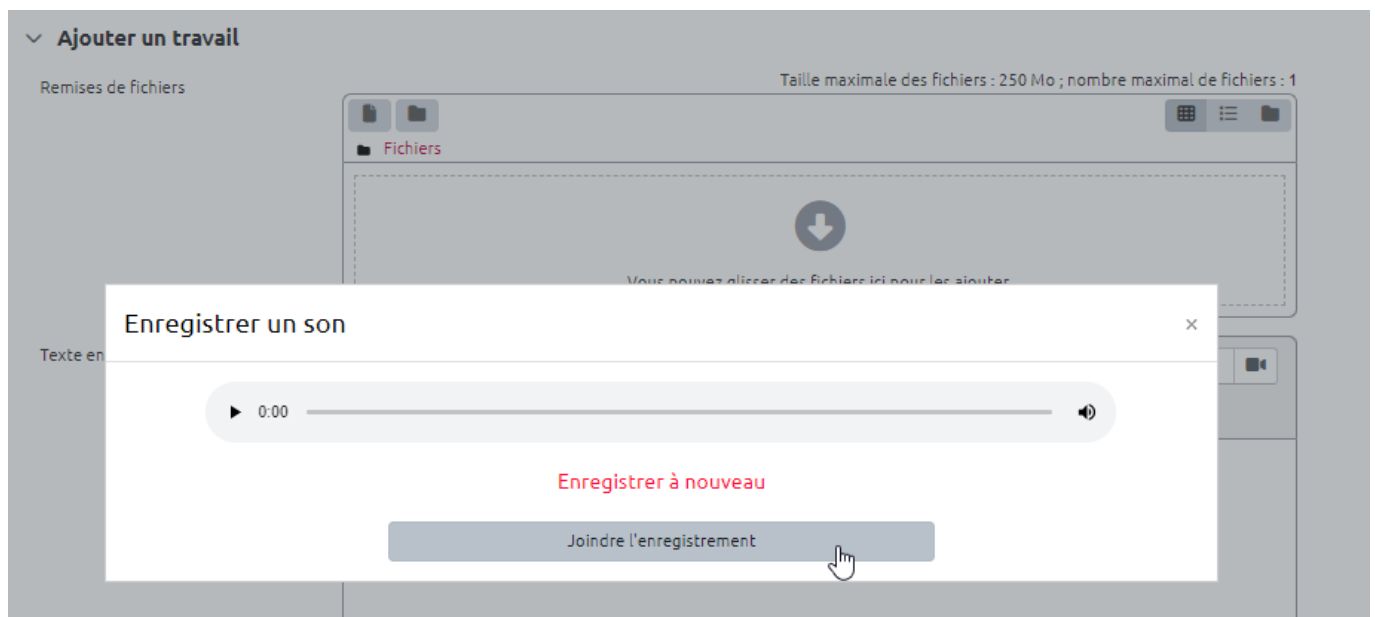 Ajouter un travail
Remises de fichiers
Taille maximale des fichiers : 250 Mo ; nombre maximal de fichiers : 1
Fichiers
Vous pouvez glisser des fichiers ici pour les ajouter.
Enregistrer un son
×
Texte en
0:00
Enregistrer à nouveau
Joindre l'enregistrement